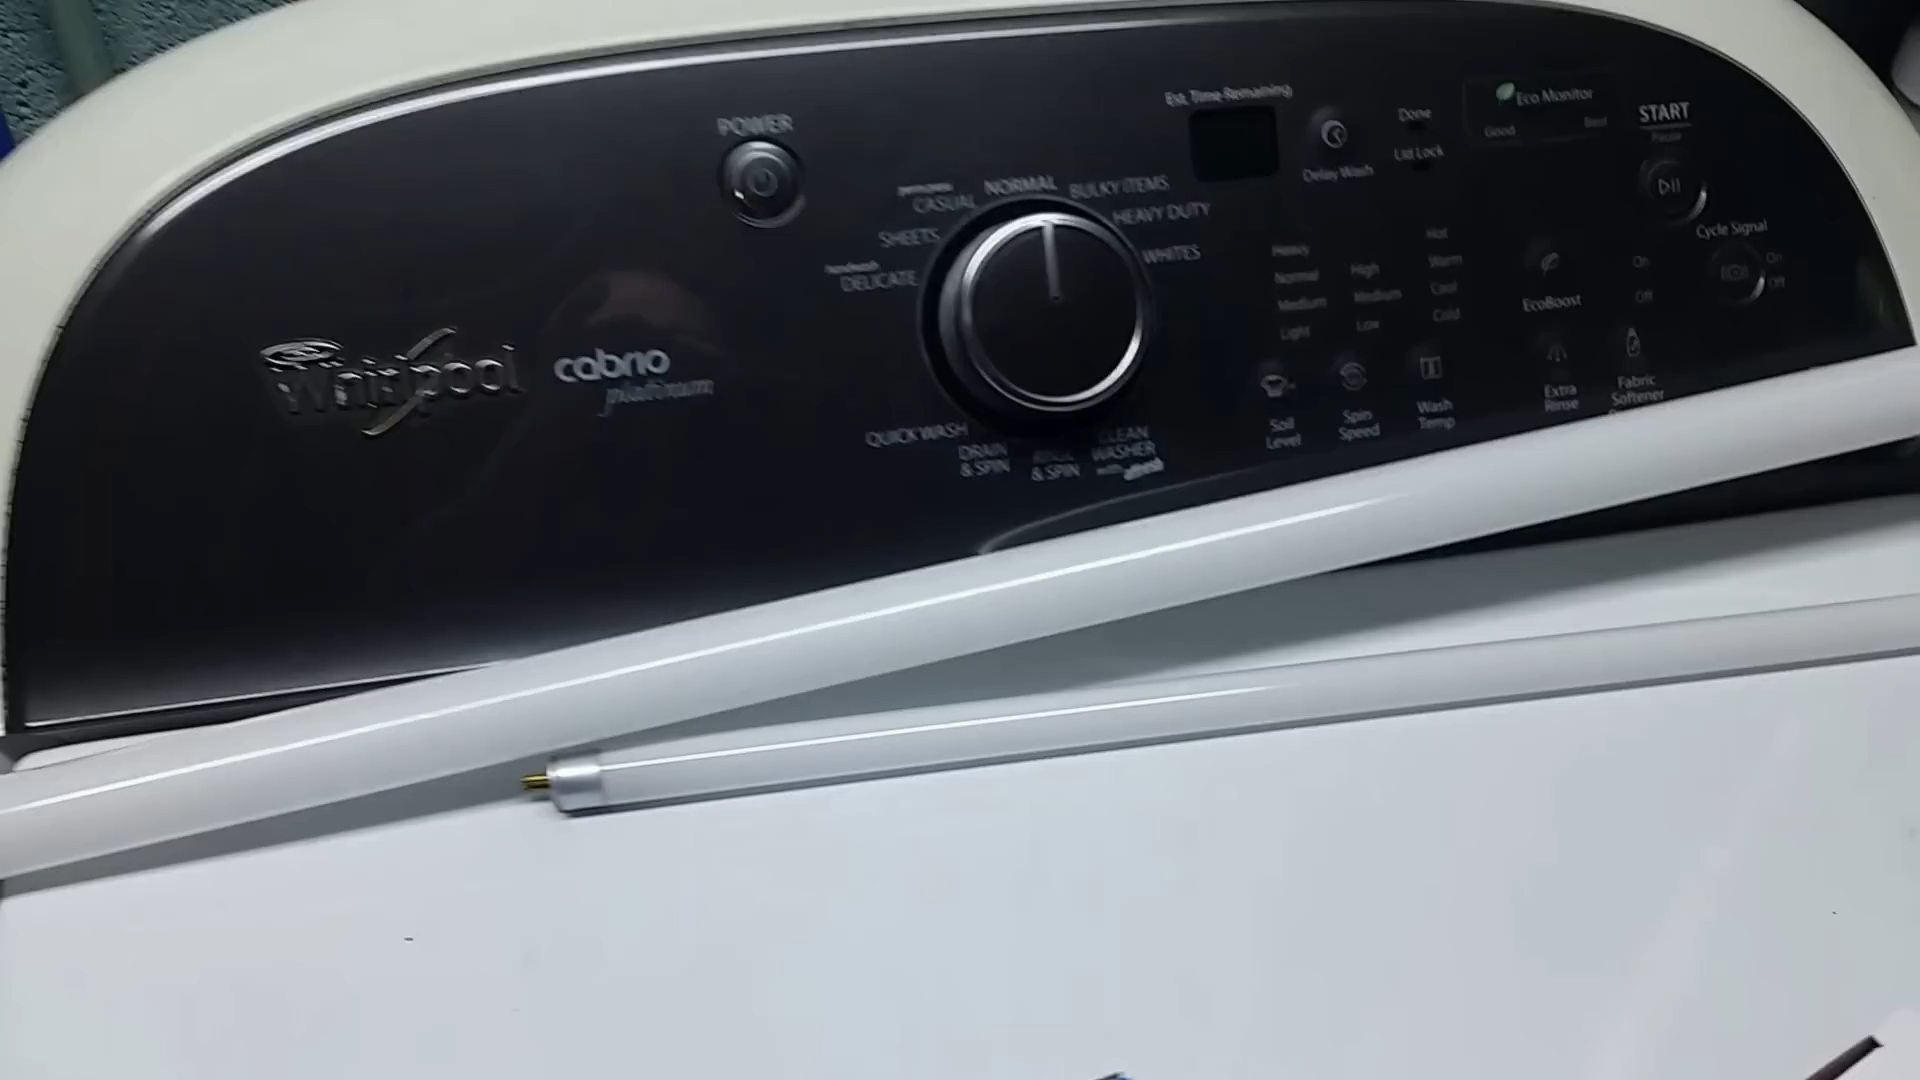 POWER
Est. Time Remaining
Delay Wash
Done
Lid Lock
Eco Monitor
Good
Best
START
Pause
Cycle Signal
On
Off
CASUAL
NORMAL
BULKY ITEMS
HEAVY DUTY
WHITES
SHEETS
handwash
DELICATE
Whirlpool
cabrio
platinum
QUICK WASH
DRAIN
& SPIN
& SPIN
CLEAN
WASHER
Heavy
Normal
Medium
Light
High
Medium
Low
Hot
Warm
Cool
Cold
EcoBoost
On
Off
Soil
Level
Spin
Speed
Wash
Temp
Extra
Rinse
Fabric
Softener